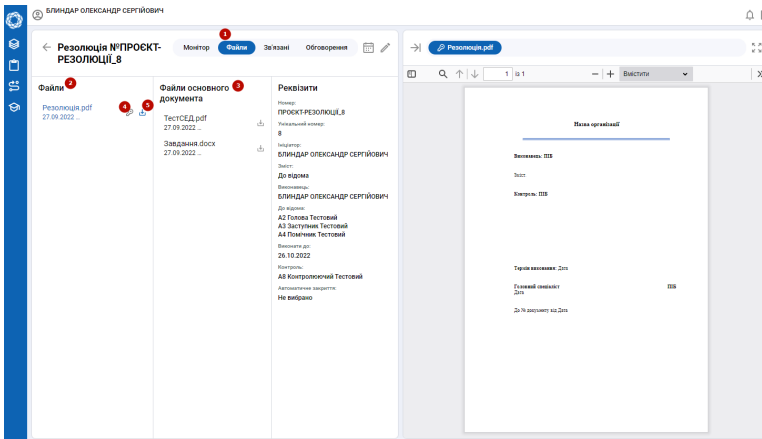 БЛИНДАР ОЛЕКСАНДР СЕРГІЙОВИЧ
Резолюція №ПРОЄКТ-
РЕЗОЛЮЦІЇ_8
1
Монітор
Файли
Зв'язані
Обговорення
Файли 2
Резолюція.pdf
27.09.2022 ...
4
5
Файли основного 3
документа
ТестСЕД.pdf
27.09.2022 ...
Завдання.docx
27.09.2022 ...
Реквізити
Номер:
ПРОЄКТ-РЕЗОЛЮЦІЇ_8
Унікальний номер:
8
Ініціатор:
БЛИНДАР ОЛЕКСАНДР СЕРГІЙОВИЧ
Зміст:
До відома
Виконавець:
БЛИНДАР ОЛЕКСАНДР СЕРГІЙОВИЧ
До відома:
А2 Голова Тестовий
А3 Заступник Тестовий
А4 Помічник Тестовий
Виконати до:
26.10.2022
Контроль:
А8 Контролюючий Тестовий
Автоматичне закриття:
Не вибрано
Резолюція.pdf
1 із 1
Вмістити
Назва організації
Виконавець: ПІБ
Зміст:
Контроль: ПІБ
Термін виконання: Дата
Головний спеціаліст ПІБ
Дата
До № документу від Дата